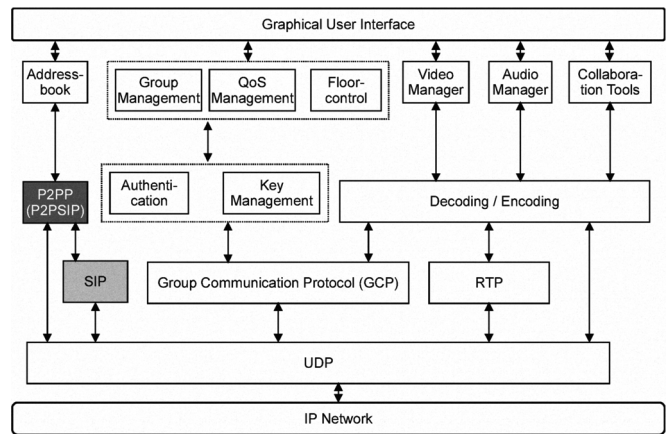 Graphical User Interface
Address-
book
Group
Management
QoS
Management
Floor-
control
Video
Manager
Audio
Manager
Collabora-
tion Tools
Authenti-
cation
Key
Management
P2PP
(P2PSIP)
Decoding / Encoding
SIP
Group Communication Protocol (GCP)
RTP
UDP
IP Network